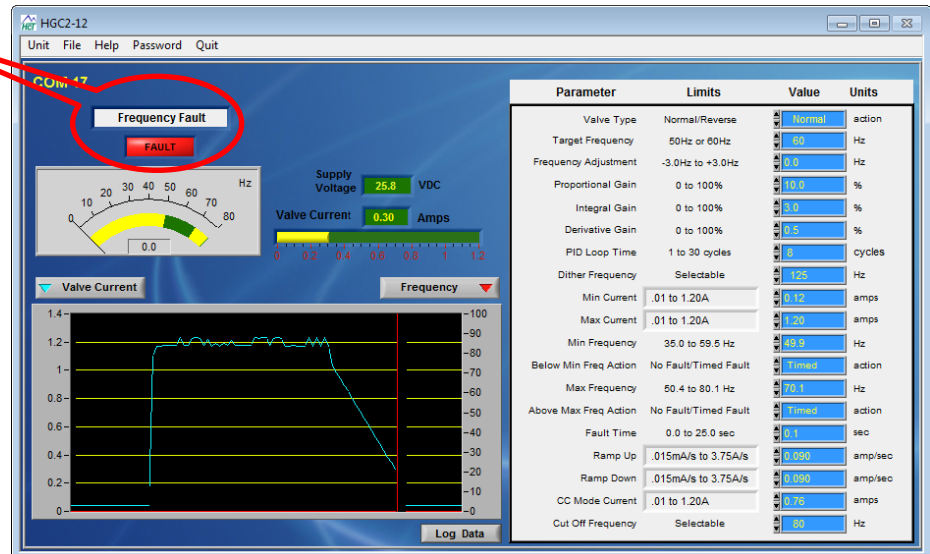 HCT HGC2-12
Unit File Help Password Quit
COM 17
Frequency Fault
FAULT
Hz
0 10 20 30 40 50 60 70 80
0.0
Supply Voltage 25.8 VDC
Valve Current 0.30 Amps
0 0.2 0.4 0.6 0.8 1 1.2
Valve Current
Frequency
1.4- -100
-90
1.2- -80
1- -70
-60
0.8- -50
0.6- -40
0.4- -30
-20
0.2- -10
0- -0
Log Data
Parameter Limits Value Units
Valve Type Normal/Reverse Normal action
Target Frequency 50Hz or 60Hz 60 Hz
Frequency Adjustment -3.0Hz to +3.0Hz 0.0 Hz
Proportional Gain 0 to 100% 10.0 %
Integral Gain 0 to 100% 3.0 %
Derivative Gain 0 to 100% 0.5 %
PID Loop Time 1 to 30 cycles 8 cycles
Dither Frequency Selectable 125 Hz
Min Current .01 to 1.20A 0.12 amps
Max Current .01 to 1.20A 1.20 amps
Min Frequency 35.0 to 59.5 Hz 49.9 Hz
Below Min Freq Action No Fault/Timed Fault Timed action
Max Frequency 50.4 to 80.1 Hz 70.1 Hz
Above Max Freq Action No Fault/Timed Fault Timed action
Fault Time 0.0 to 25.0 sec 0.1 sec
Ramp Up .015mA/s to 3.75A/s 0.090 amp/sec
Ramp Down .015mA/s to 3.75A/s 0.090 amp/sec
CC Mode Current .01 to 1.20A 0.76 amps
Cut Off Frequency Selectable 80 Hz